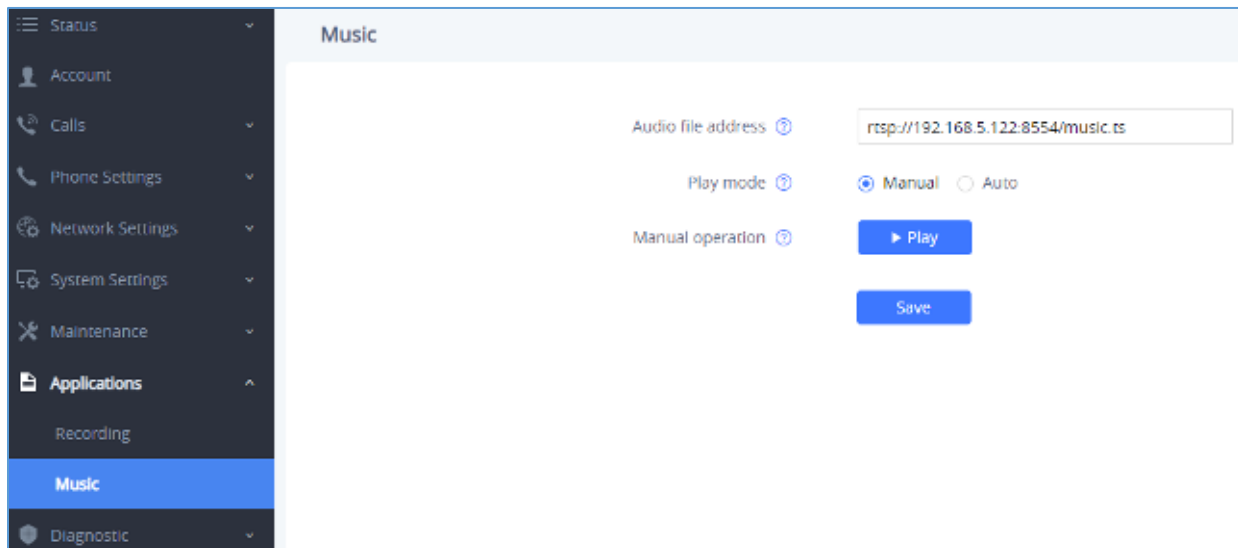 Status
Account
Calls
Phone Settings
Network Settings
System Settings
Maintenance
Applications
Recording
Music
Diagnostic
Music
Audio file address
rtsp://192.168.5.122:8554/music.ts
Play mode
Manual Auto
Manual operation
Play
Save